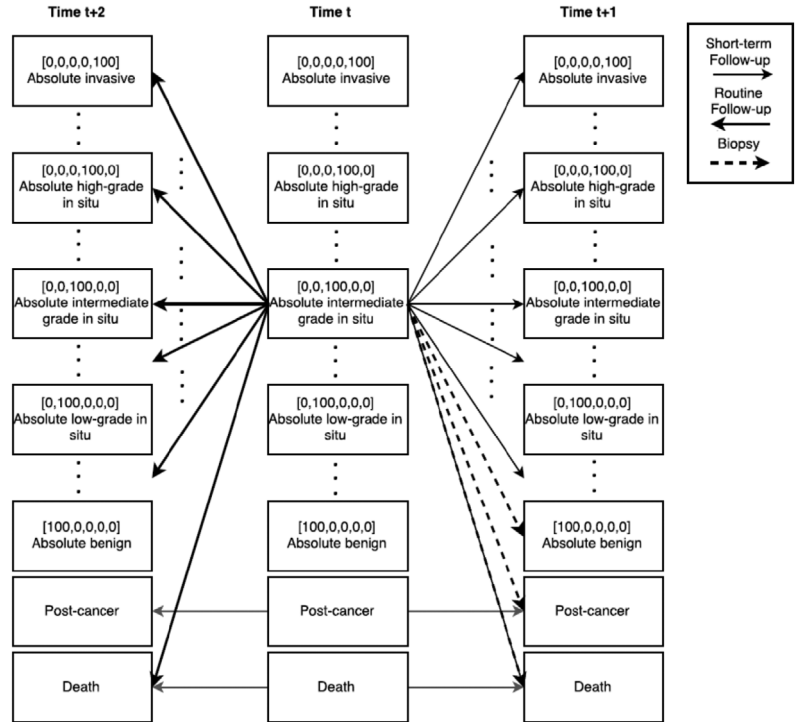 Time t+2
Time t
Time t+1
[0,0,0,0,100]
Absolute invasive
[0,0,0,0,100]
Absolute invasive
[0,0,0,0,100]
Absolute invasive
Short-term
Follow-up
Routine
Follow-up
Biopsy
[0,0,0,100,0]
Absolute high-grade
in situ
[0,0,0,100,0]
Absolute high-grade
in situ
[0,0,0,100,0]
Absolute high-grade
in situ
[0,0,100,0,0]
Absolute intermediate
grade in situ
[0,0,100,0,0]
Absolute intermediate
grade in situ
[0,0,100,0,0]
Absolute intermediate
grade in situ
[0,100,0,0,0]
Absolute low-grade in
situ
[0,100,0,0,0]
Absolute low-grade in
situ
[0,100,0,0,0]
Absolute low-grade in
situ
[100,0,0,0,0]
Absolute benign
[100,0,0,0,0]
Absolute benign
[100,0,0,0,0]
Absolute benign
Post-cancer
Post-cancer
Post-cancer
Death
Death
Death